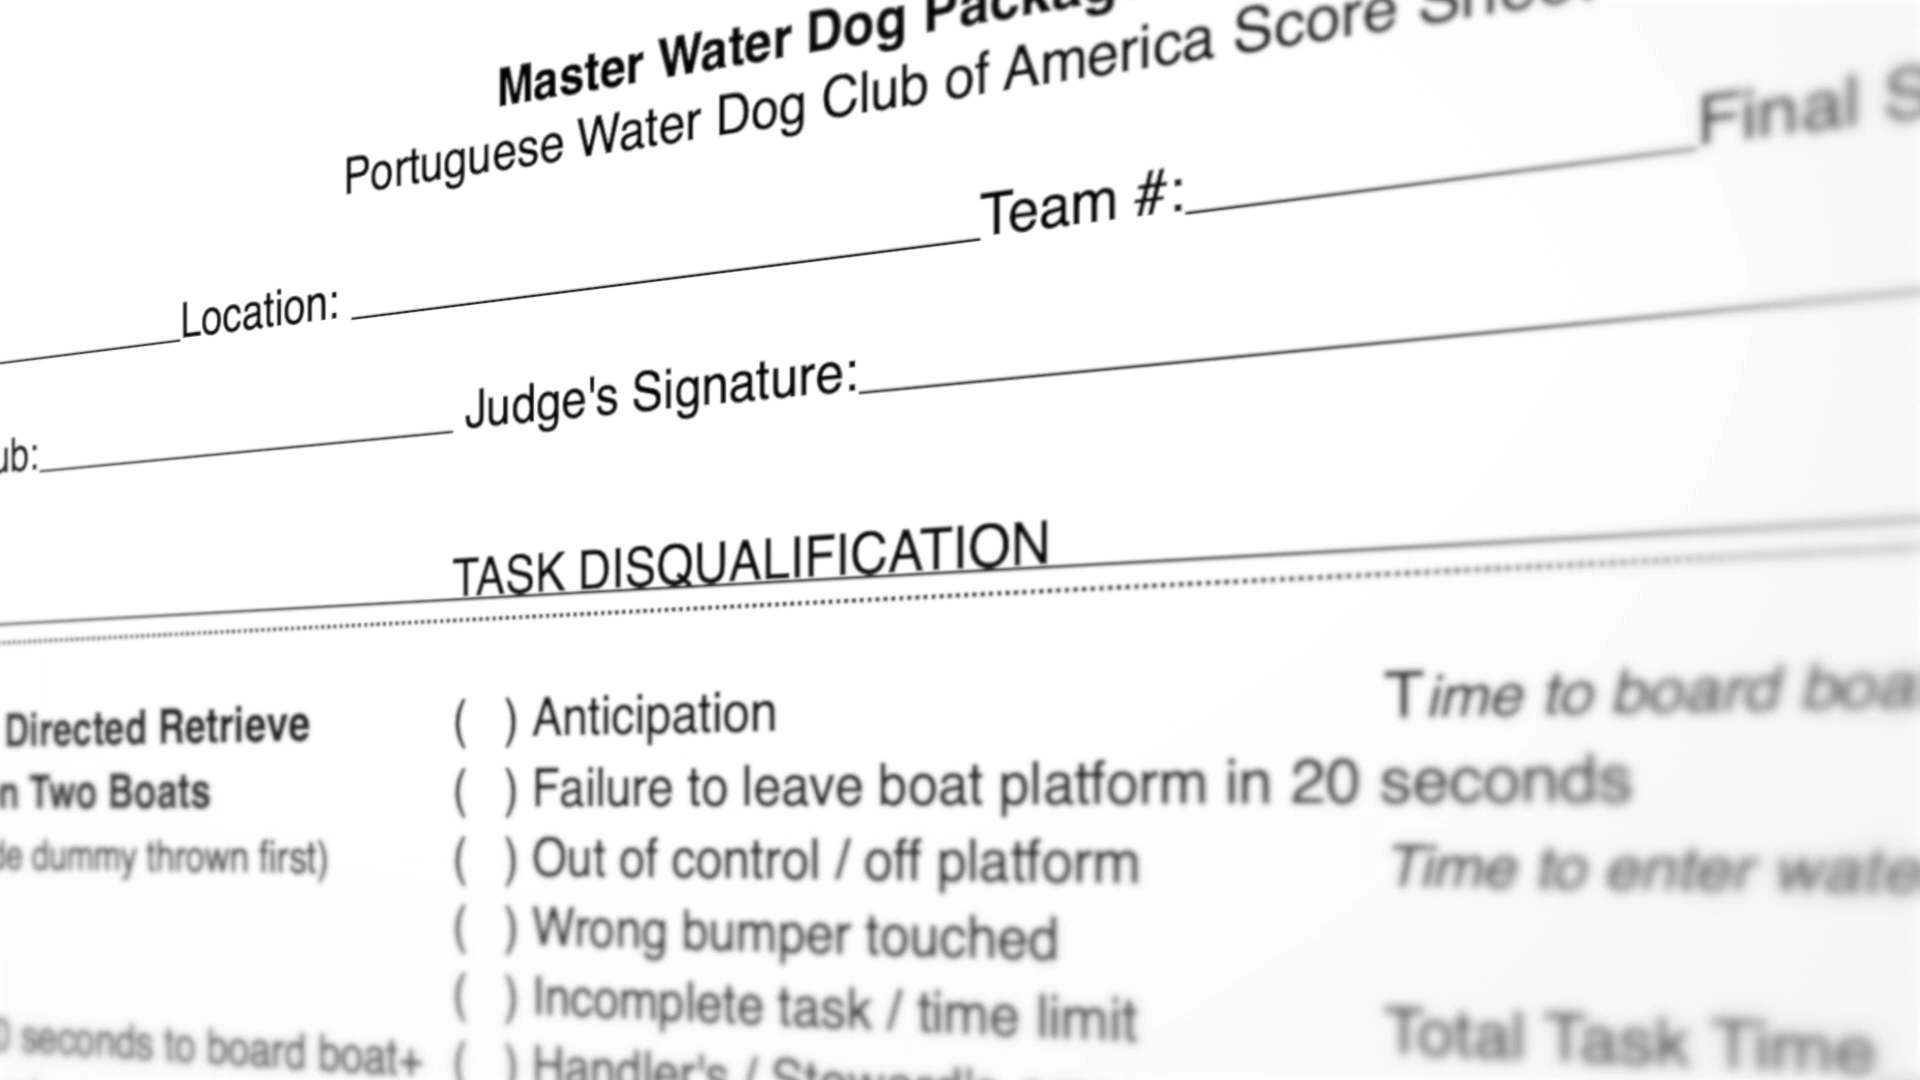 Master Water Dog
Portuguese Water Dog Club of America Score
Location: Team #: Final
Judge's Signature:
TASK DISQUALIFICATION
Directed Retrieve ( ) Anticipation Time to board
Two Boats ( ) Failure to leave boat platform in 20 seconds
dummy thrown first) ( ) Out of control / off platform Time to enter
( ) Wrong bumper touched
( ) Incomplete task / time limit Total Task Time
seconds to board boat+ ( ) Handler's /